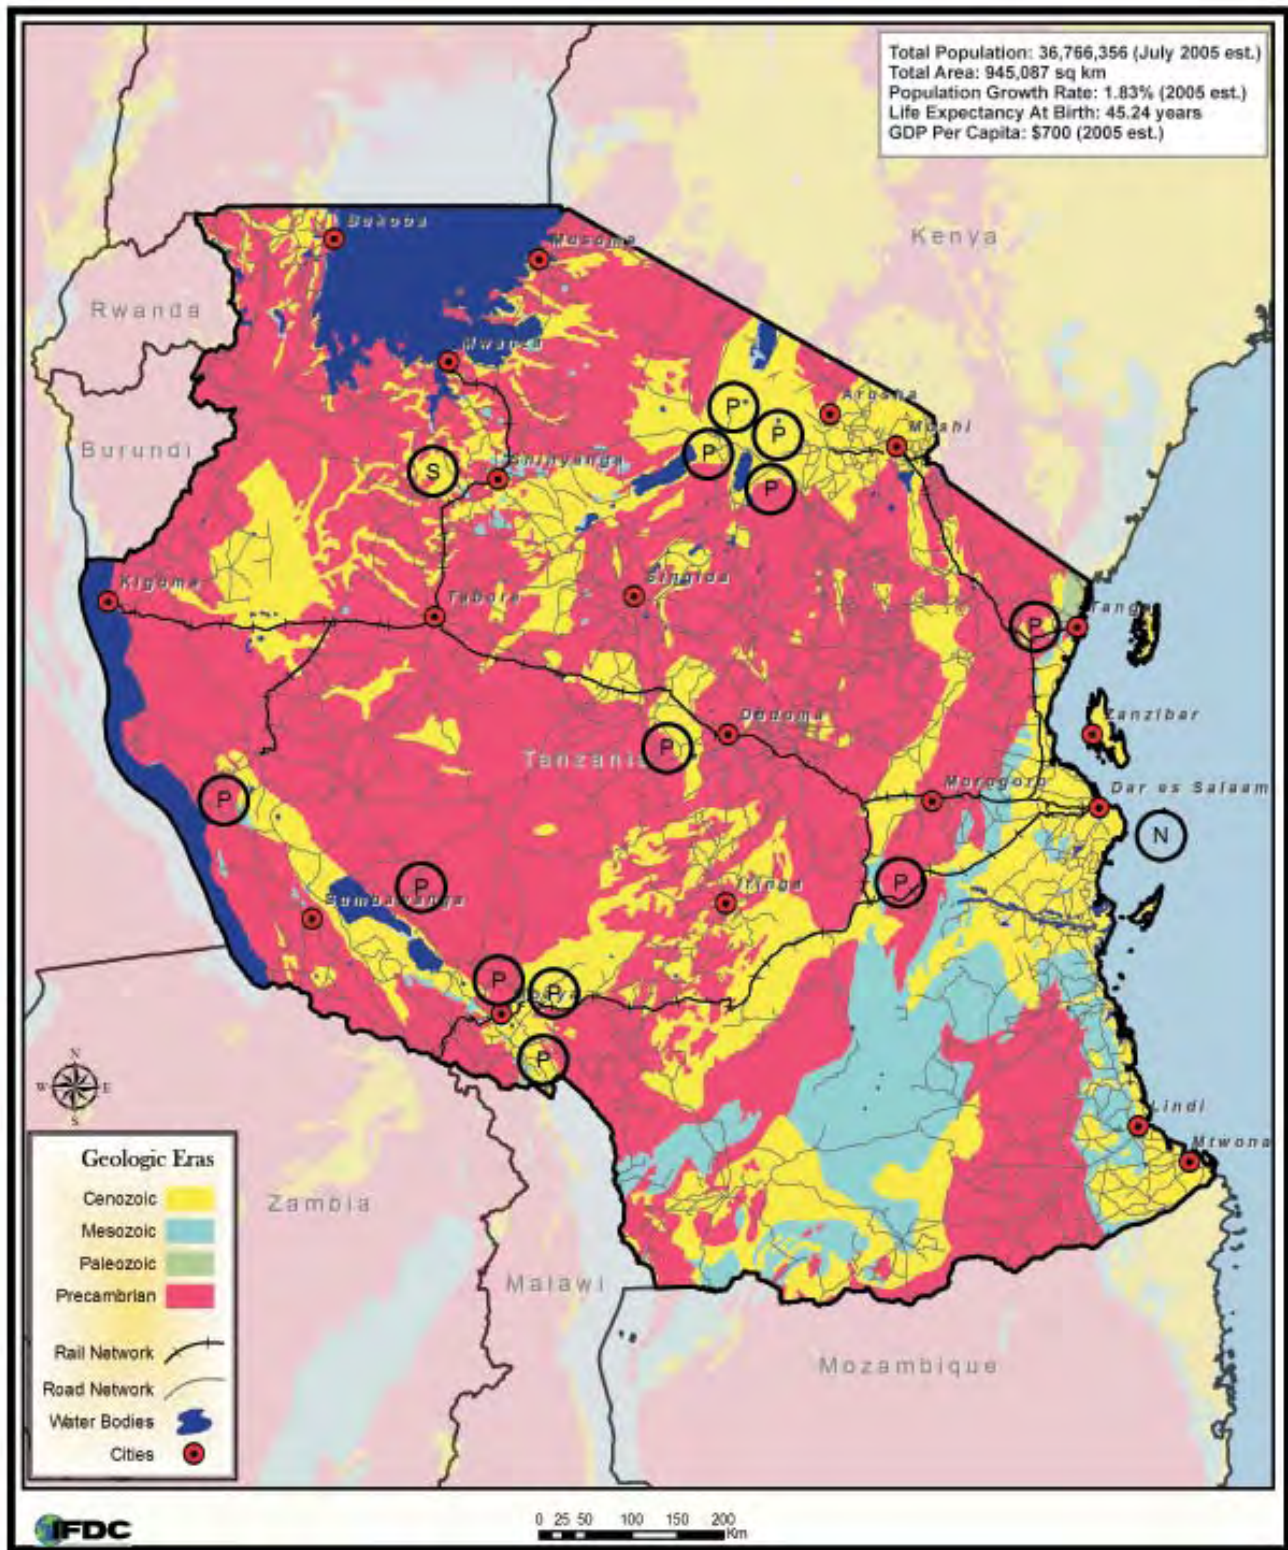 Total Population: 36,766,356 (July 2005 est.)
Total Area: 945,087 sq km
Population Growth Rate: 1.83% (2005 est.)
Life Expectancy At Birth: 45.24 years
GDP Per Capita: $700 (2005 est.)
Bukoba
Musoma
Kenya
Rwanda
Mwanza
Arusha
P
P
Moshi
Burundi
P
S
Shinyanga
P
Kigoma
Singida
Tabora
Tanga
P
Zanzibar
Dodoma
P
Tanzania
Dar es Salaam
P
Morogoro
N
P
P
Iringa
Sumbawanga
P
P
P
N
W E
S
Lindi
Mtwona
Geologic Eras
Cenozoic
Mesozoic
Paleozoic
Precambrian
Rail Network
Road Network
Water Bodies
Cities
Zambia
Malawi
Mozambique
IFDC
0 25 50 100 150 200
Km